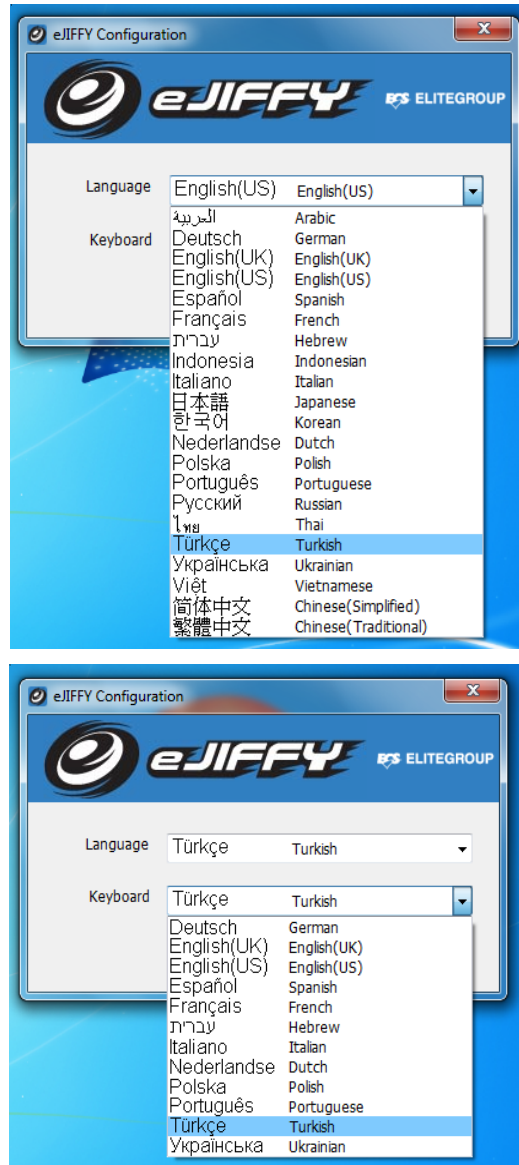 eJIFFY Configuration
eJIFFY ECS ELITEGROUP
Language English(US) English(US)
Keyboard
العربية Arabic
Deutsch German
English(UK) English(UK)
English(US) English(US)
Español Spanish
Français French
עברית Hebrew
Indonesia Indonesian
Italiano Italian
日本語 Japanese
한국어 Korean
Nederlandse Dutch
Polska Polish
Português Portuguese
Русский Russian
ไทย Thai
Türkçe Turkish
Українська Ukrainian
Việt Vietnamese
简体中文 Chinese(Simplified)
繁體中文 Chinese(Traditional)
eJIFFY Configuration
eJIFFY ECS ELITEGROUP
Language Türkçe Turkish
Keyboard Türkçe Turkish
Deutsch German
English(UK) English(UK)
English(US) English(US)
Español Spanish
Français French
עברית Hebrew
Italiano Italian
Nederlandse Dutch
Polska Polish
Português Portuguese
Türkçe Turkish
Українська Ukrainian